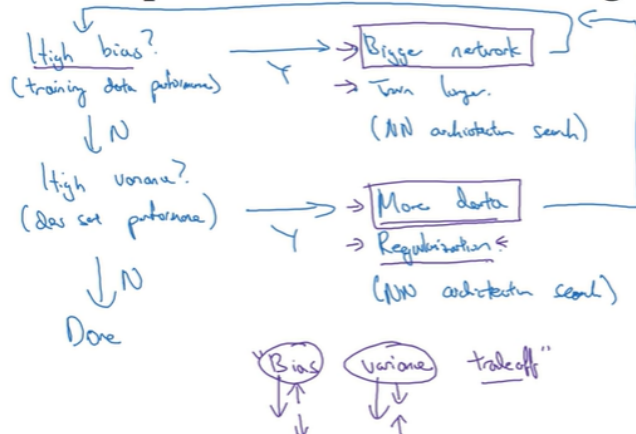 High bias? Y → Bigger network
(training data performance) → Train longer.
N (NN architecture search)
High variance? → More data
(dev set performance) Y → Regularization
N (NN architecture search)
Done
"Bias variance tradeoff"